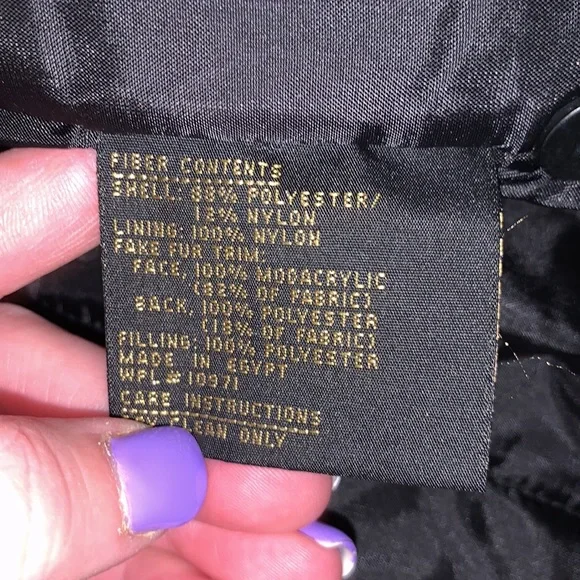 FIBER CONTENTS
SHELL: 88% POLYESTER/
12% NYLON
LINING: 100% NYLON
FAKE FUR TRIM:
FACE, 100% MODACRYLIC
(82% OF FABRIC)
BACK, 100% POLYESTER
(18% OF FABRIC)
FILLING: 100% POLYESTER
MADE IN EGYPT
WPL# 10971
CARE INSTRUCTIONS
CLEAN ONLY